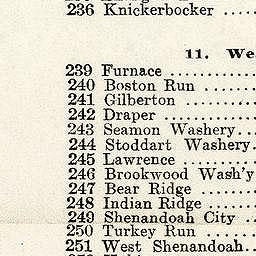 236 Knickerbocker ....
11. We
239 Furnace ..........
240 Boston Run .......
241 Gilberton ........
242 Draper ...........
243 Seamon Washery...
244 Stoddart Washery.
245 Lawrence .........
246 Brookwood Wash'y
247 Bear Ridge .......
248 Indian Ridge .....
249 Shenandoah City ..
250 Turkey Run .......
251 West Shenandoah..